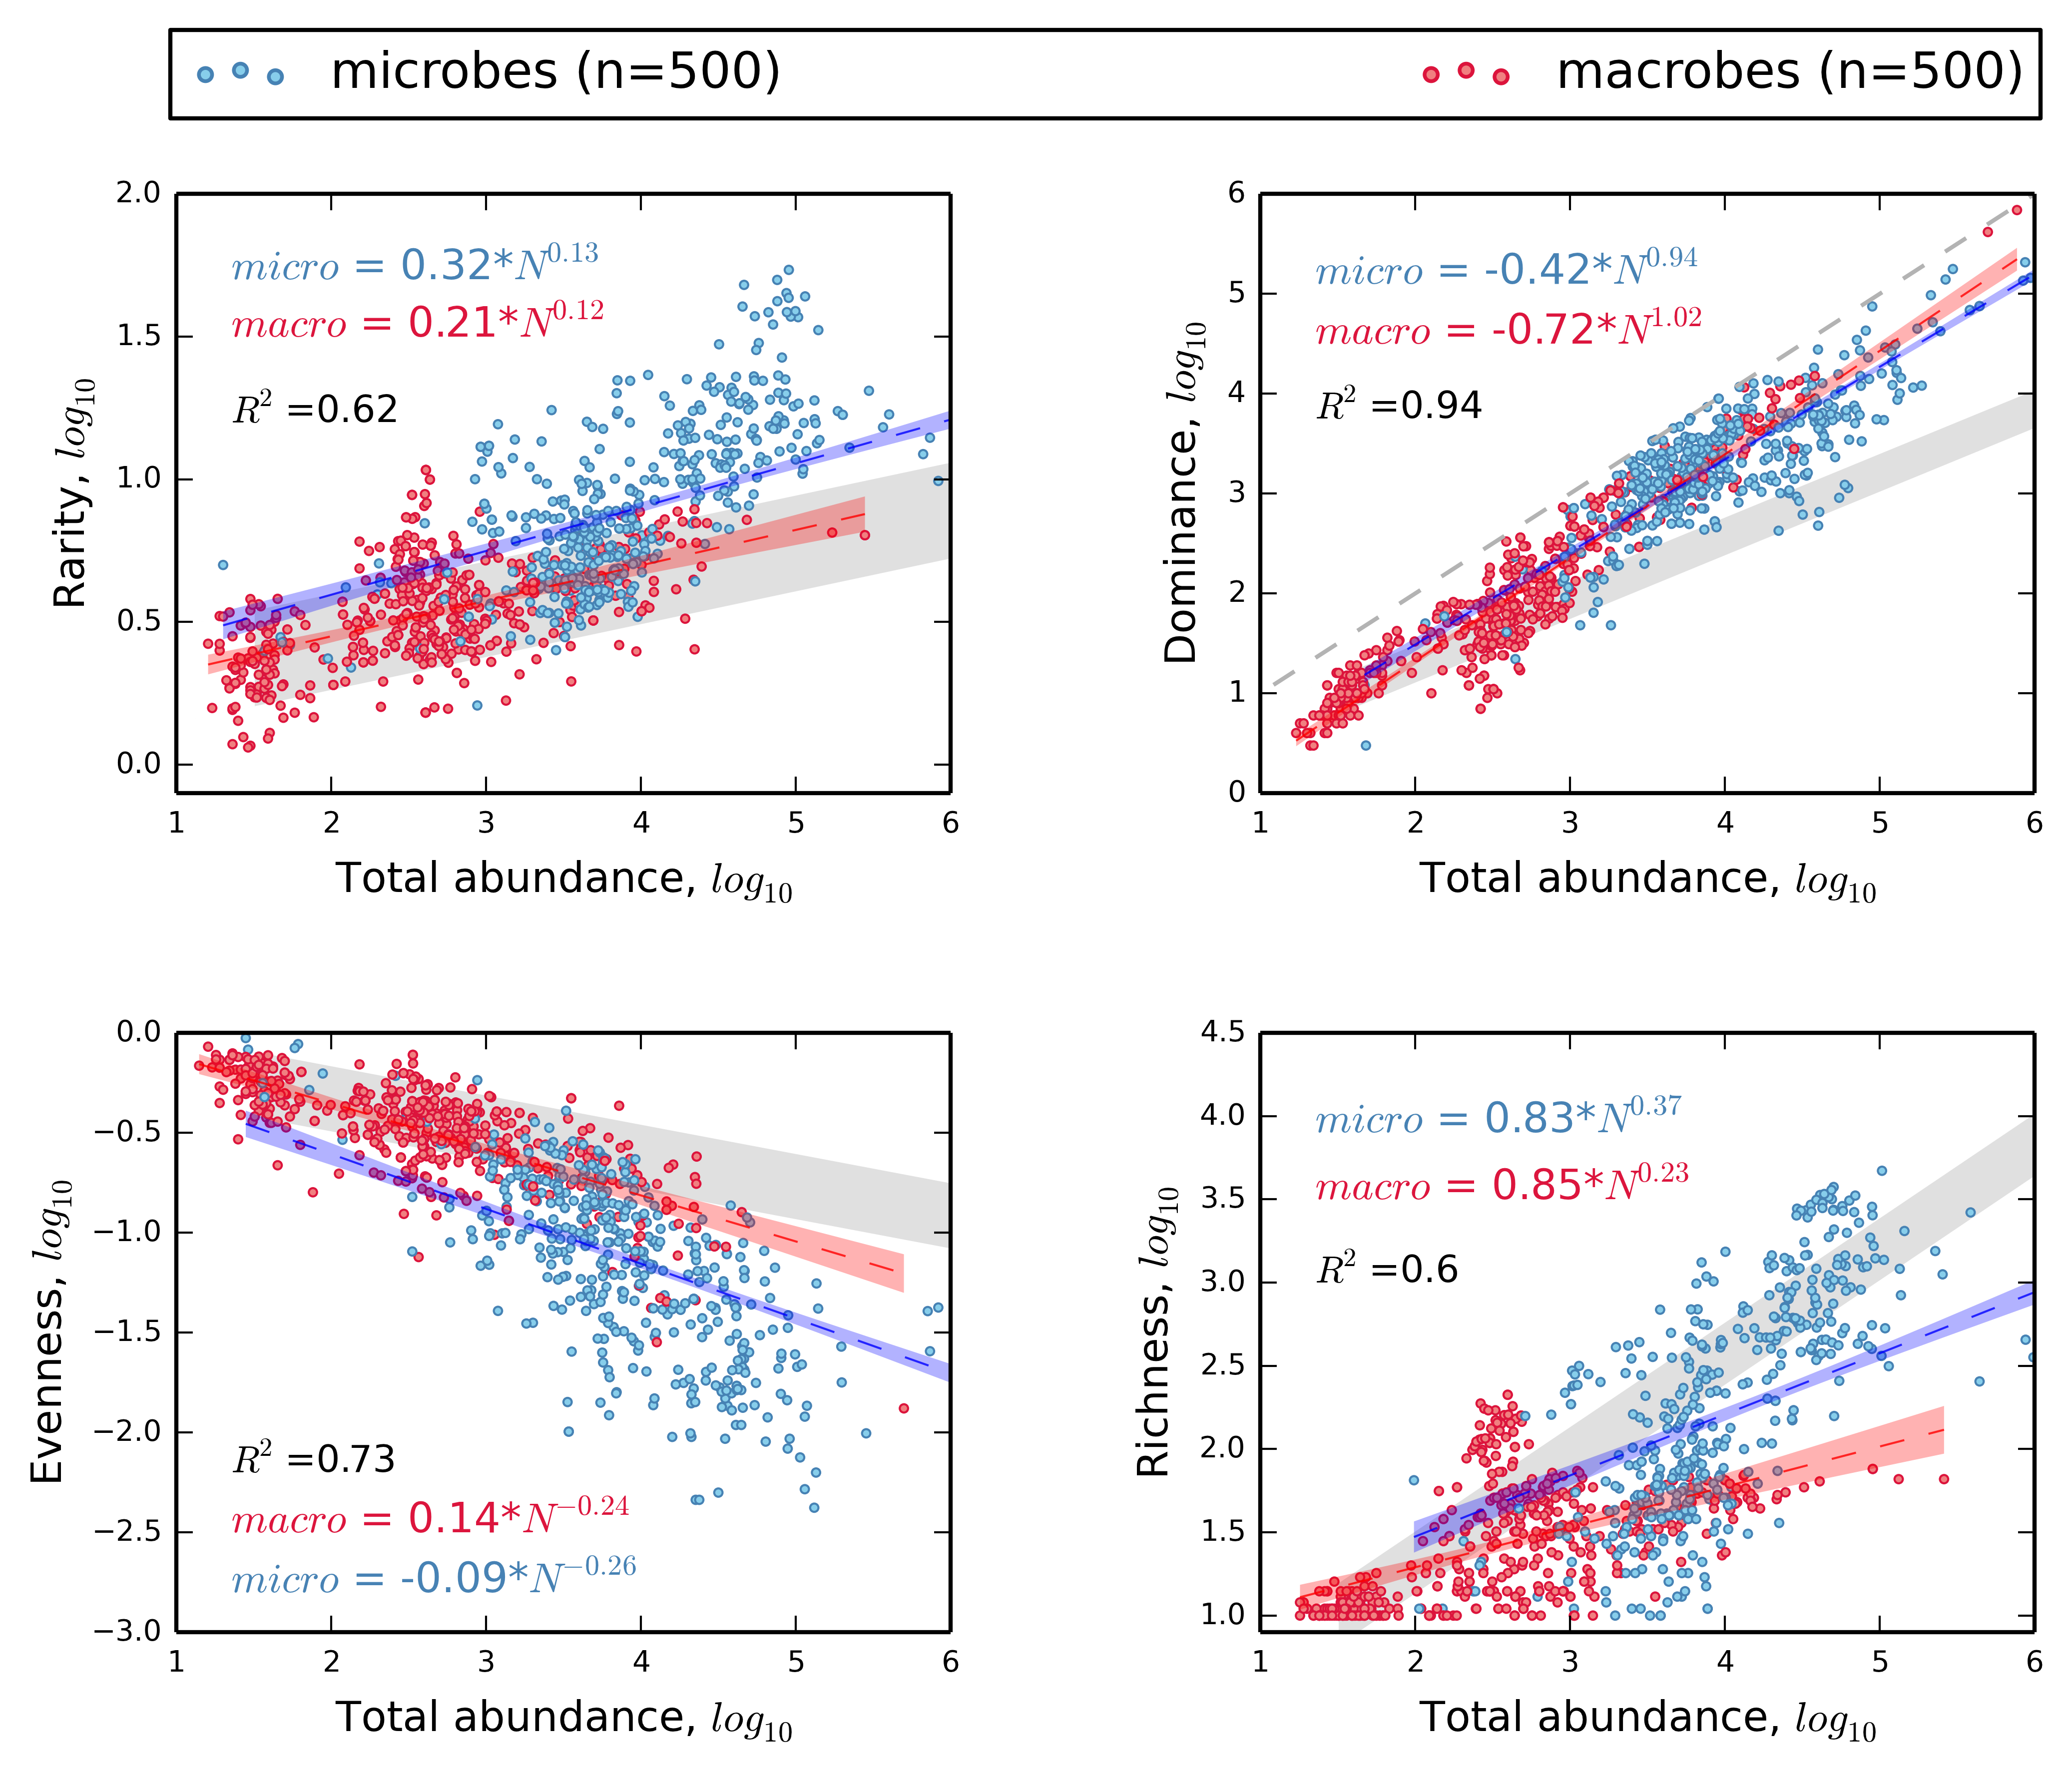 microbes (n=500) macrobes (n=500)
2.0
1.5
1.0
0.5
0.0
Rarity, log10
micro = 0.32*N^0.13
macro = 0.21*N^0.12
R^2 =0.62
1 2 3 4 5 6
Total abundance, log10
6
5
4
3
2
1
0
Dominance, log10
micro = -0.42*N^0.94
macro = -0.72*N^1.02
R^2 =0.94
1 2 3 4 5 6
Total abundance, log10
0.0
−0.5
−1.0
−1.5
−2.0
−2.5
−3.0
Evenness, log10
R^2 =0.73
macro = 0.14*N^−0.24
micro = -0.09*N^−0.26
1 2 3 4 5 6
Total abundance, log10
4.5
4.0
3.5
3.0
2.5
2.0
1.5
1.0
Richness, log10
micro = 0.83*N^0.37
macro = 0.85*N^0.23
R^2 =0.6
1 2 3 4 5 6
Total abundance, log10